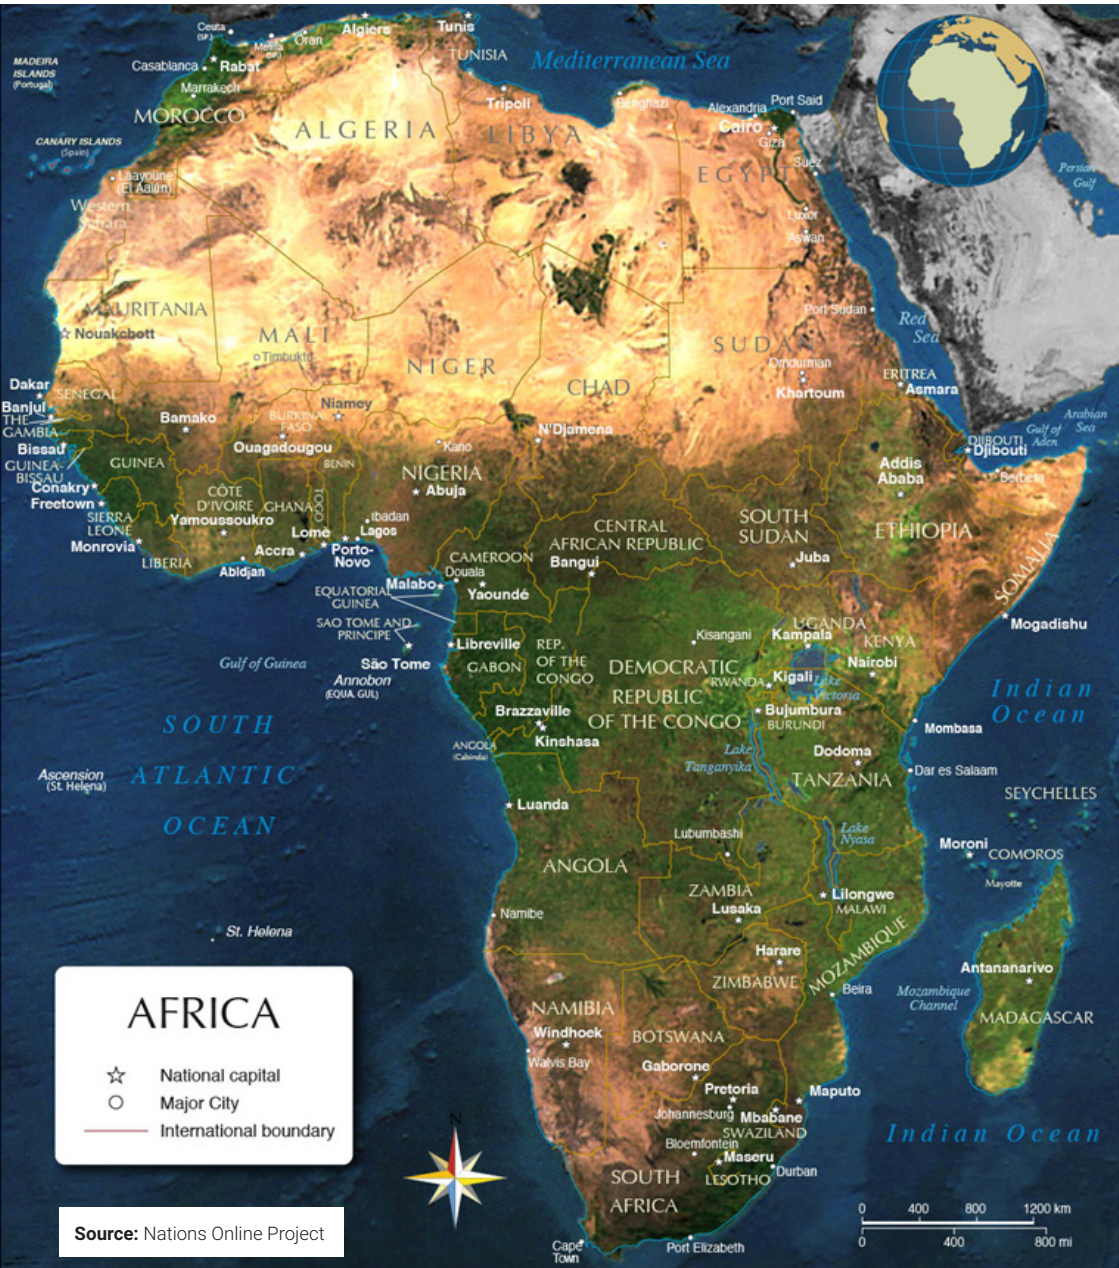 Ceuta
(SP.)
Melilla
(SP.)
Oran
Algiers
Tunis
TUNISIA
Mediterranean Sea
MADEIRA
ISLANDS
(Portugal)
Casablanca
Rabat
Marrakech
MOROCCO
ALGERIA
Tripoli
LIBYA
Benghazi
Alexandria
Port Said
Cairo
Giza
Suez
EGYPT
Luxor
Aswan
Persian
Gulf
CANARY ISLANDS
(Spain)
Laayoune
(El Aaiún)
Western
Sahara
MAURITANIA
Nouakchott
MALI
Timbuktu
NIGER
CHAD
SUDAN
Port Sudan
Omdurman
Khartoum
Red
Sea
ERITREA
Asmara
Dakar
SENEGAL
Banjul
THE
GAMBIA
Bissau
GUINEA-
BISSAU
Bamako
BURKINA
FASO
Niamey
Ouagadougou
BENIN
Kano
N'Djamena
NIGERIA
Abuja
DJIBOUTI
Djibouti
Gulf of
Aden
Arabian
Sea
Berbera
Addis
Ababa
ETHIOPIA
SOMALIA
GUINEA
Conakry
Freetown
SIERRA
LEONE
Monrovia
LIBERIA
CÔTE
D'IVOIRE
Yamoussoukro
GHANA
TOGO
Abidjan
Accra
Lomé
Porto-
Novo
Ibadan
Lagos
CENTRAL
AFRICAN REPUBLIC
Bangui
SOUTH
SUDAN
Juba
CAMEROON
Douala
Malabo
Yaoundé
EQUATORIAL
GUINEA
SAO TOME AND
PRINCIPE
São Tome
Annobon
(EQUA. GUI.)
Gulf of Guinea
Libreville
GABON
REP.
OF THE
CONGO
Brazzaville
Kinshasa
Kisangani
DEMOCRATIC
REPUBLIC
OF THE CONGO
UGANDA
Kampala
KENYA
Nairobi
RWANDA
Kigali
Lake
Victoria
Bujumbura
BURUNDI
Mogadishu
Indian
Ocean
Mombasa
Dodoma
TANZANIA
Dar es Salaam
Lake
Tanganyika
SEYCHELLES
SOUTH
ATLANTIC
OCEAN
Ascension
(St. Helena)
ANGOLA
(Cabinda)
Luanda
Lubumbashi
Lake
Nyasa
Moroni
COMOROS
Mayotte
ANGOLA
ZAMBIA
Lusaka
Lilongwe
MALAWI
Namibe
St. Helena
Harare
ZIMBABWE
MOZAMBIQUE
Beira
Mozambique
Channel
Antananarivo
MADAGASCAR
NAMIBIA
Windhoek
Walvis Bay
BOTSWANA
Gaborone
Pretoria
Johannesburg
Maputo
Mbabane
SWAZILAND
Bloemfontein
Maseru
LESOTHO
Durban
SOUTH
AFRICA
Cape
Town
Port Elizabeth
Indian Ocean
AFRICA
National capital
Major City
International boundary
N
0 400 800 1200 km
0 400 800 mi
Source: Nations Online Project